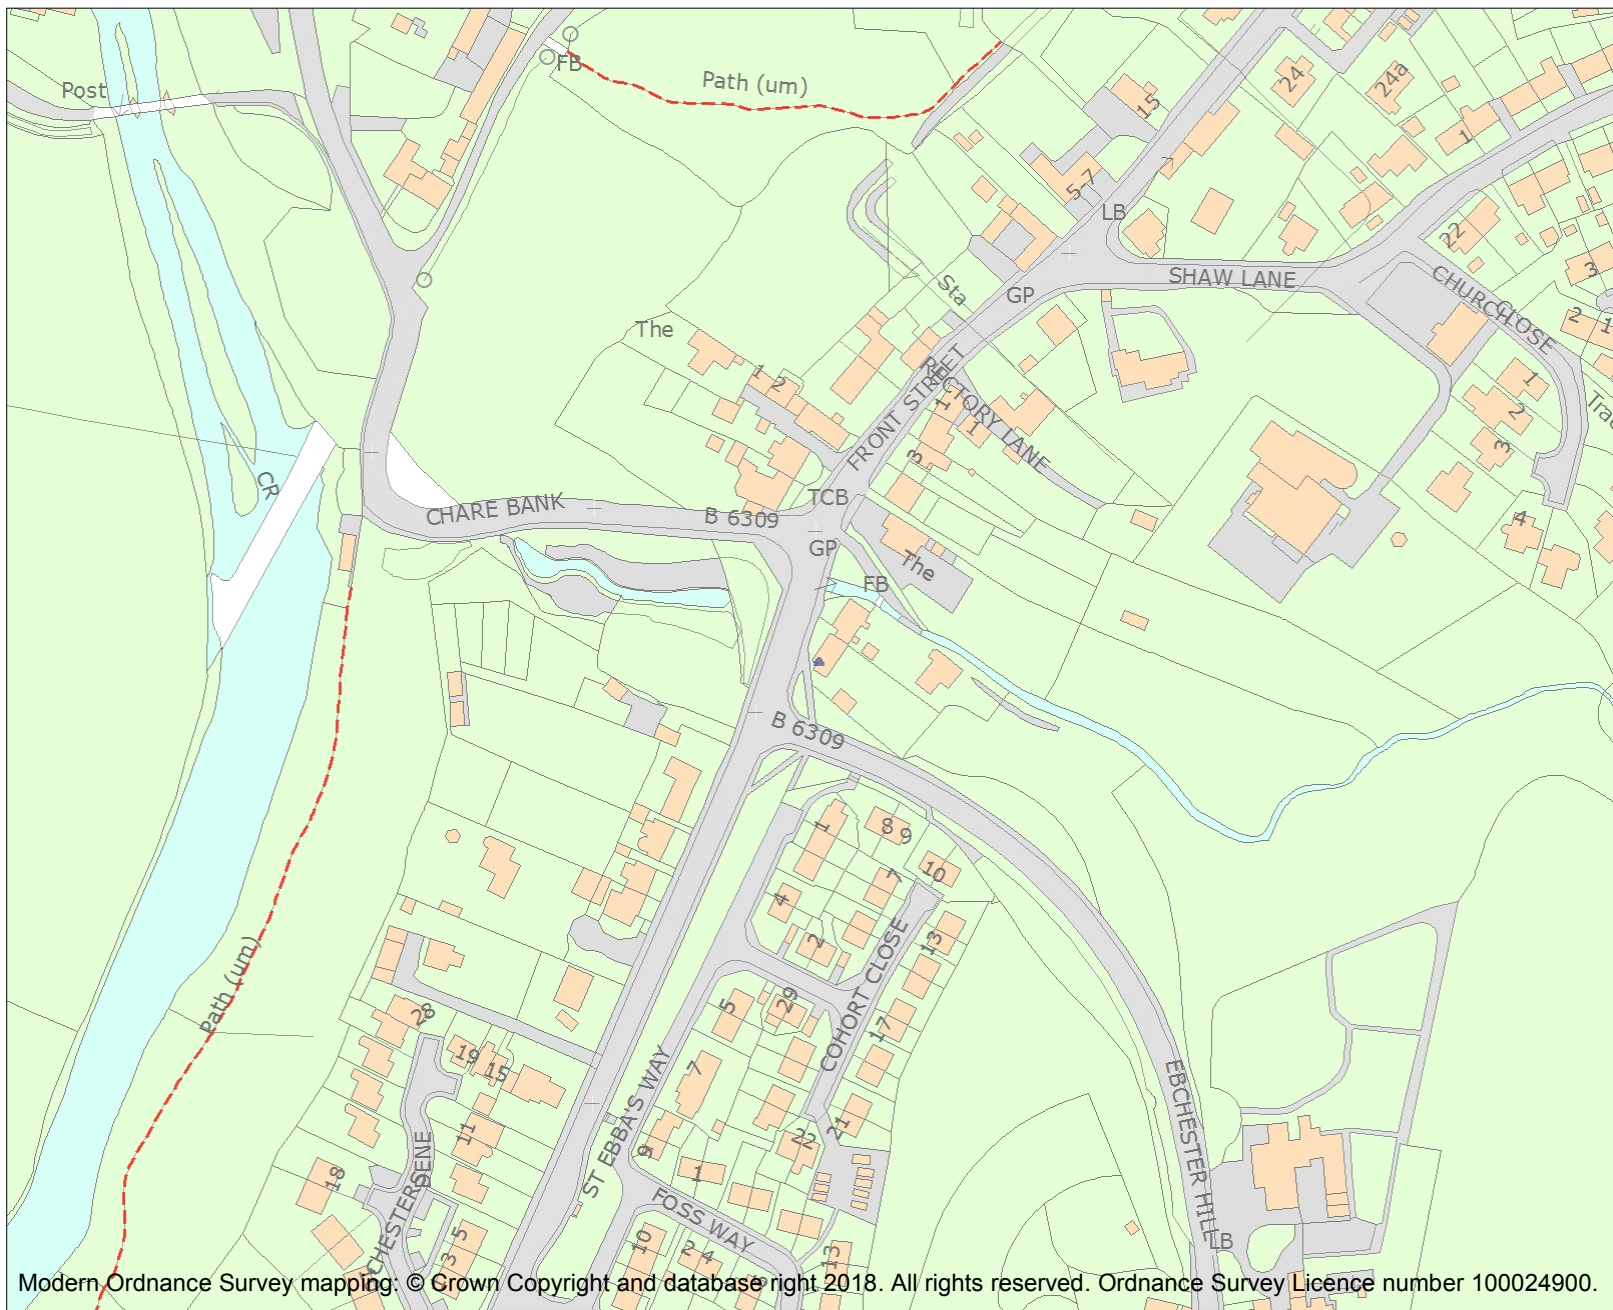 Post
FB
Path (um)
15
24
24a
1
5-7
LB
22
3
SHAW LANE
CHURCH CLOSE
2
1
Sta
GP
The
1 2
FRONT STREET
RECTORY LANE
1
1
3
1
2
3
4
CR
CHARE BANK
B 6309
TCB
GP
The
FB
B 6309
1
8 9
10
7
4
2
13
COHORT CLOSE
Path (um)
5
29
17
28
19
15
7
21
22
11
9
ST EBBA'S WAY
1
18
DENE
FOSS WAY
EBCHESTER HILL
LB
5
3
10
2 4
13
Modern Ordnance Survey mapping: © Crown Copyright and database right 2018. All rights reserved. Ordnance Survey Licence number 100024900.